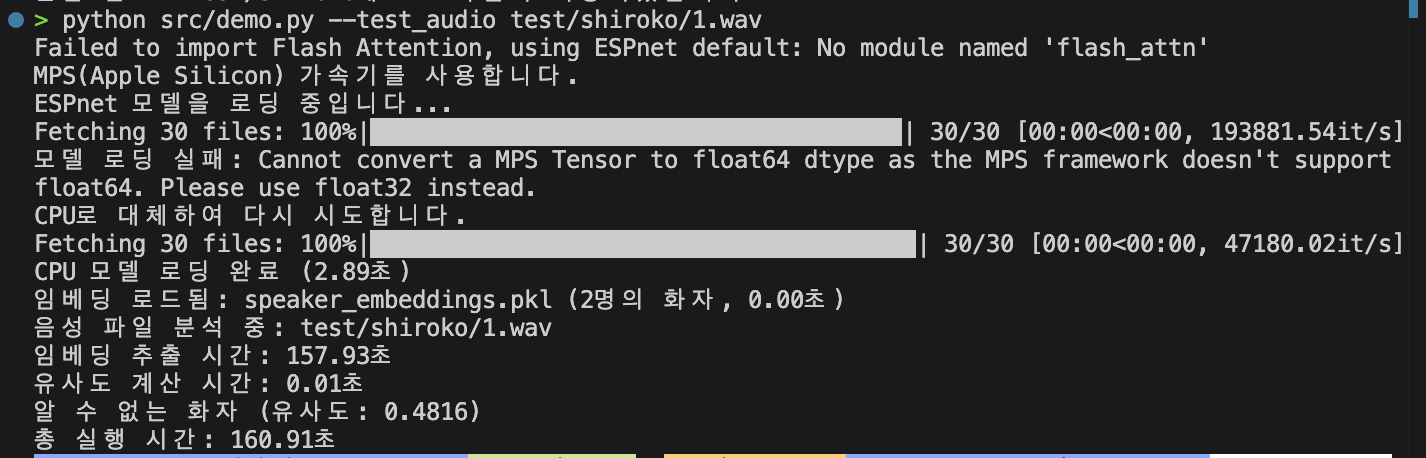 > python src/demo.py --test_audio test/shiroko/1.wav
Failed to import Flash Attention, using ESPnet default: No module named 'flash_attn'
MPS(Apple Silicon) 가속기를 사용합니다.
ESPnet 모델을 로딩 중입니다...
Fetching 30 files: 100%| | 30/30 [00:00<00:00, 193881.54it/s]
모델 로딩 실패: Cannot convert a MPS Tensor to float64 dtype as the MPS framework doesn't support
float64. Please use float32 instead.
CPU로 대체하여 다시 시도합니다.
Fetching 30 files: 100%| | 30/30 [00:00<00:00, 47180.02it/s]
CPU 모델 로딩 완료 (2.89초)
임베딩 로드됨: speaker_embeddings.pkl (2명의 화자, 0.00초)
음성 파일 분석 중: test/shiroko/1.wav
임베딩 추출 시간: 157.93초
유사도 계산 시간: 0.01초
알 수 없는 화자 (유사도: 0.4816)
총 실행 시간: 160.91초